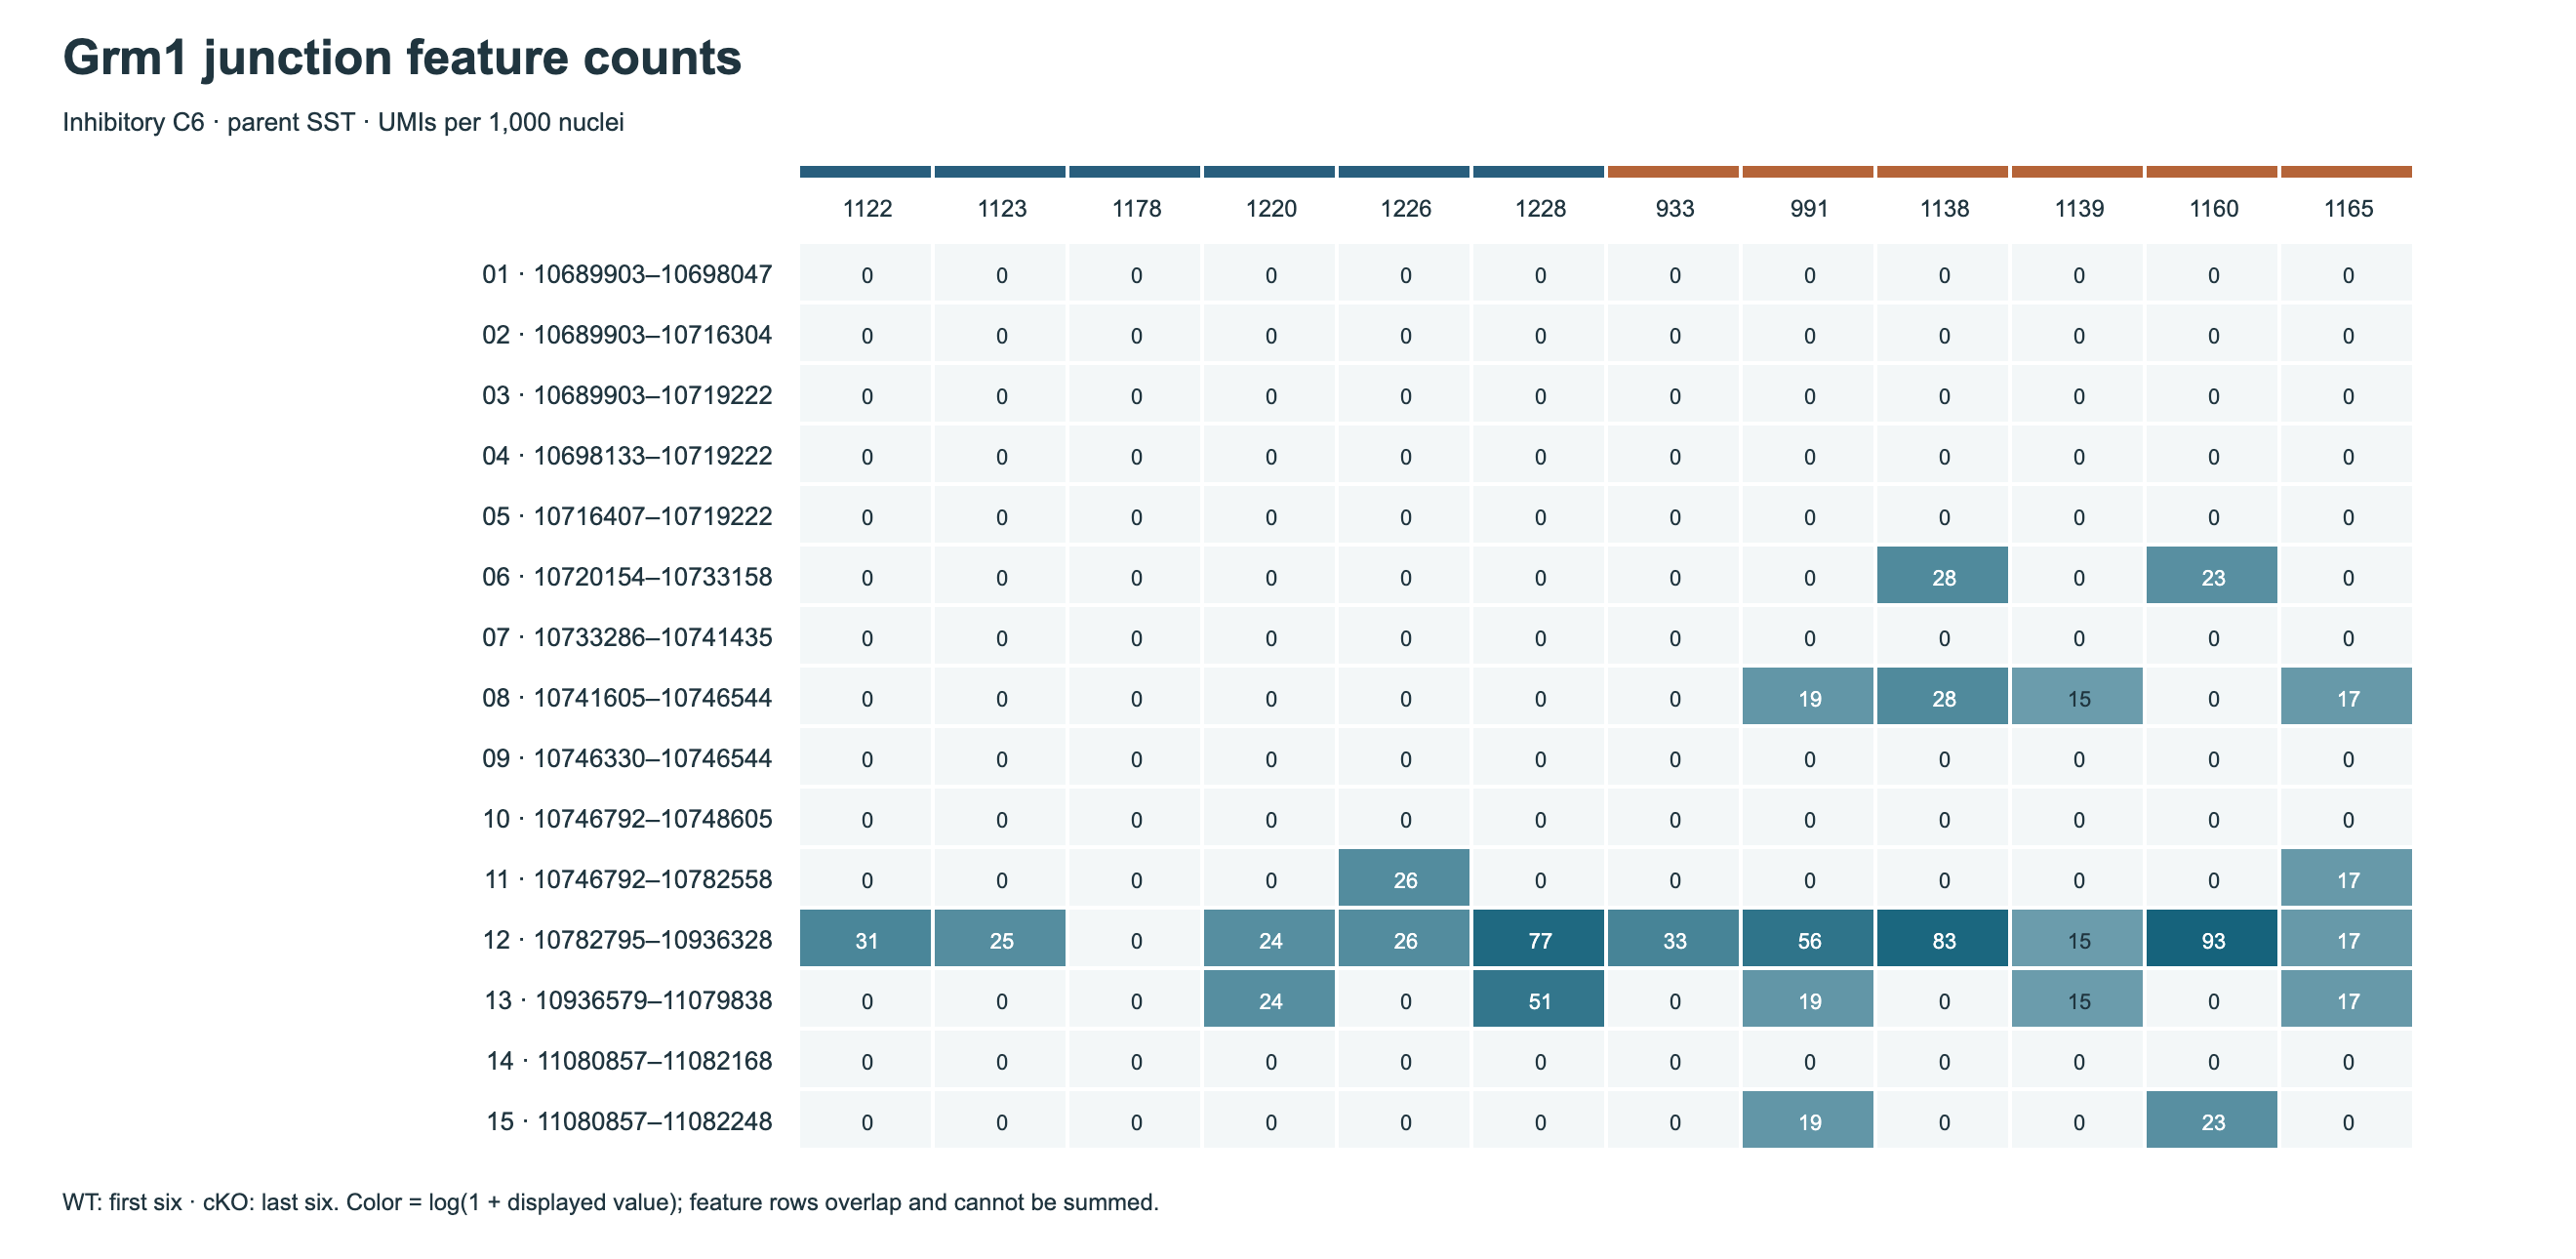 Grm1 junction feature counts
Inhibitory C6 · parent SST · UMIs per 1,000 nuclei
1122 1123 1178 1220 1226 1228 933 991 1138 1139 1160 1165
01 · 10689903–10698047 0 0 0 0 0 0 0 0 0 0 0 0
02 · 10689903–10716304 0 0 0 0 0 0 0 0 0 0 0 0
03 · 10689903–10719222 0 0 0 0 0 0 0 0 0 0 0 0
04 · 10698133–10719222 0 0 0 0 0 0 0 0 0 0 0 0
05 · 10716407–10719222 0 0 0 0 0 0 0 0 0 0 0 0
06 · 10720154–10733158 0 0 0 0 0 0 0 0 28 0 23 0
07 · 10733286–10741435 0 0 0 0 0 0 0 0 0 0 0 0
08 · 10741605–10746544 0 0 0 0 0 0 0 19 28 15 0 17
09 · 10746330–10746544 0 0 0 0 0 0 0 0 0 0 0 0
10 · 10746792–10748605 0 0 0 0 0 0 0 0 0 0 0 0
11 · 10746792–10782558 0 0 0 0 26 0 0 0 0 0 0 17
12 · 10782795–10936328 31 25 0 24 26 77 33 56 83 15 93 17
13 · 10936579–11079838 0 0 0 24 0 51 0 19 0 15 0 17
14 · 11080857–11082168 0 0 0 0 0 0 0 0 0 0 0 0
15 · 11080857–11082248 0 0 0 0 0 0 0 19 0 0 23 0
WT: first six · cKO: last six. Color = log(1 + displayed value); feature rows overlap and cannot be summed.